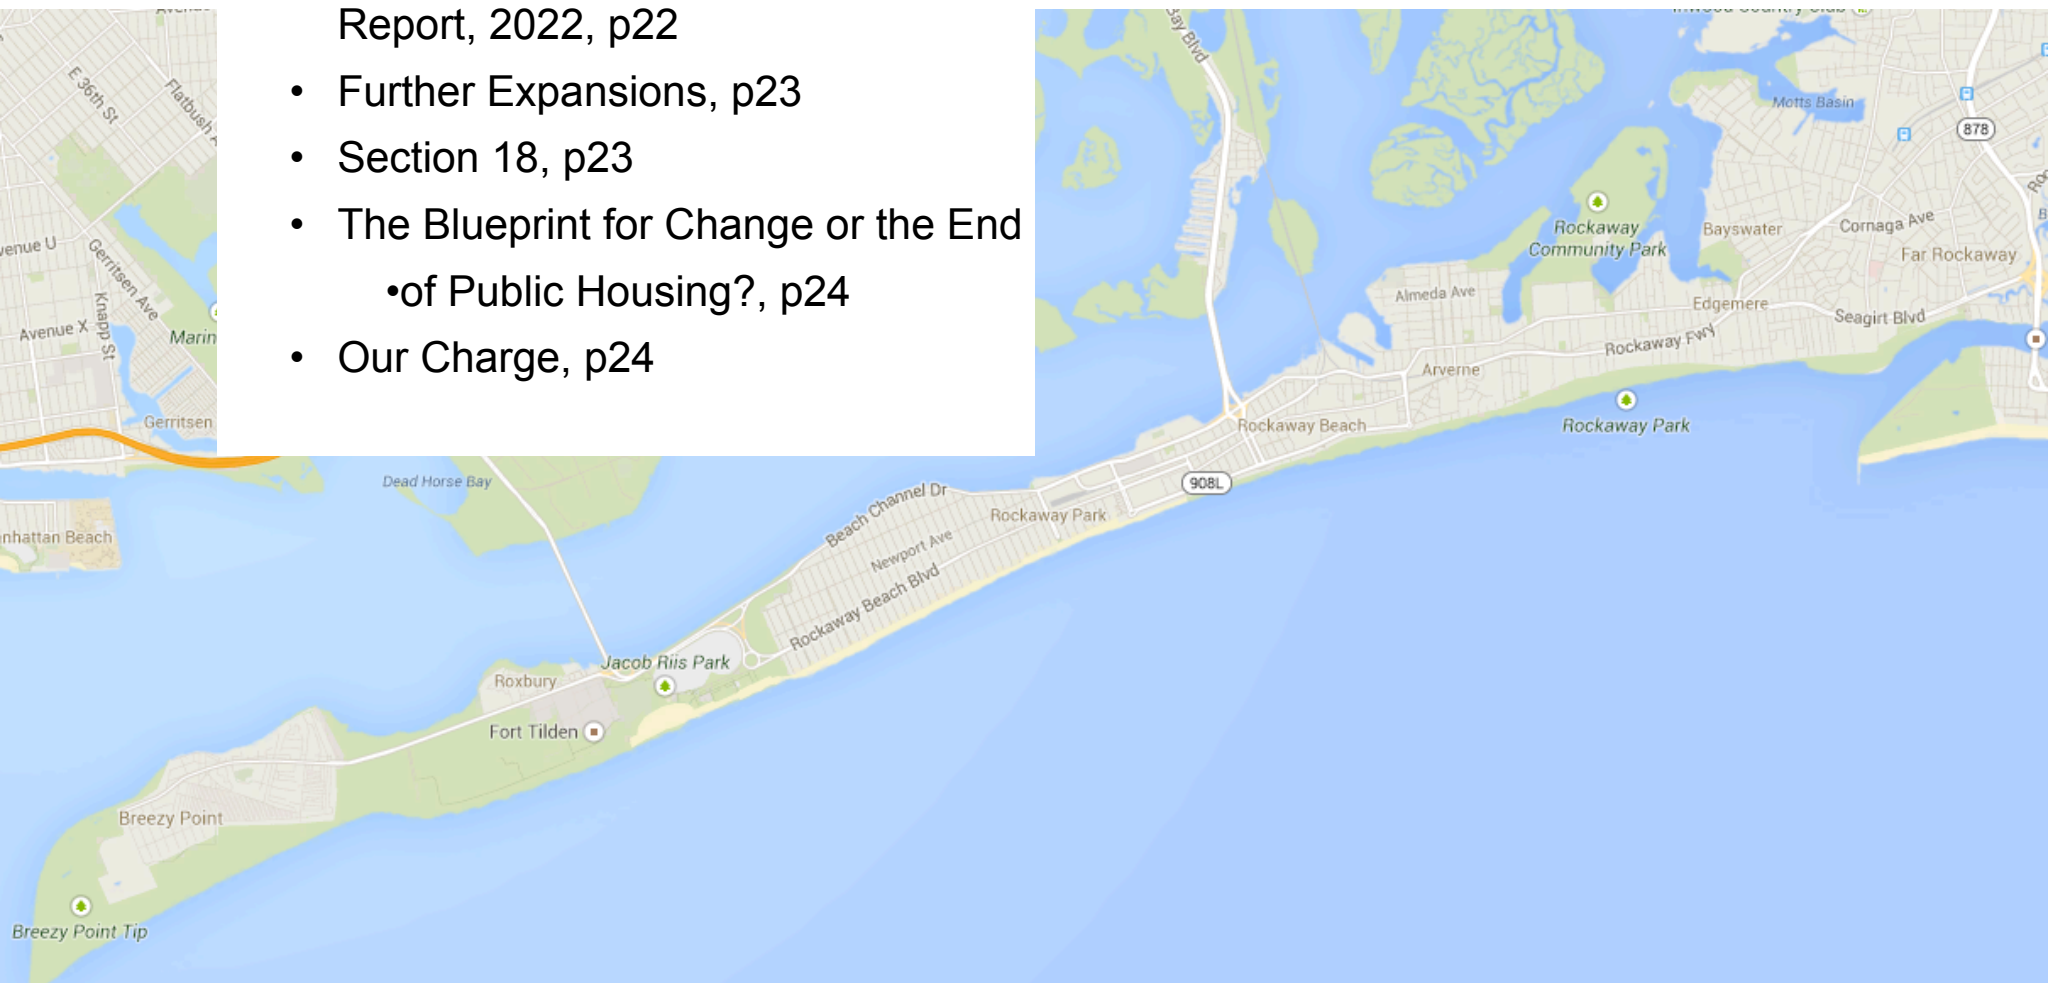 Report, 2022, p22
• Further Expansions, p23
• Section 18, p23
• The Blueprint for Change or the End
•of Public Housing?, p24
• Our Charge, p24
E 36th St
Flatbush
Gerritsen Ave
Avenue X
Knapp St
Marin
Gerritsen
Bay Blvd
Motts Basin
878
Rockaway
Community Park
Bayswater
Cornaga Ave
Far Rockaway
Almeda Ave
Edgemere
Seagirt Blvd
Rockaway Fwy
Arverne
Rockaway Beach
Rockaway Park
Dead Horse Bay
908L
Beach Channel Dr
Rockaway Park
nhattan Beach
Newport Ave
Rockaway Beach Blvd
Jacob Riis Park
Roxbury
Fort Tilden
Breezy Point
Breezy Point Tip